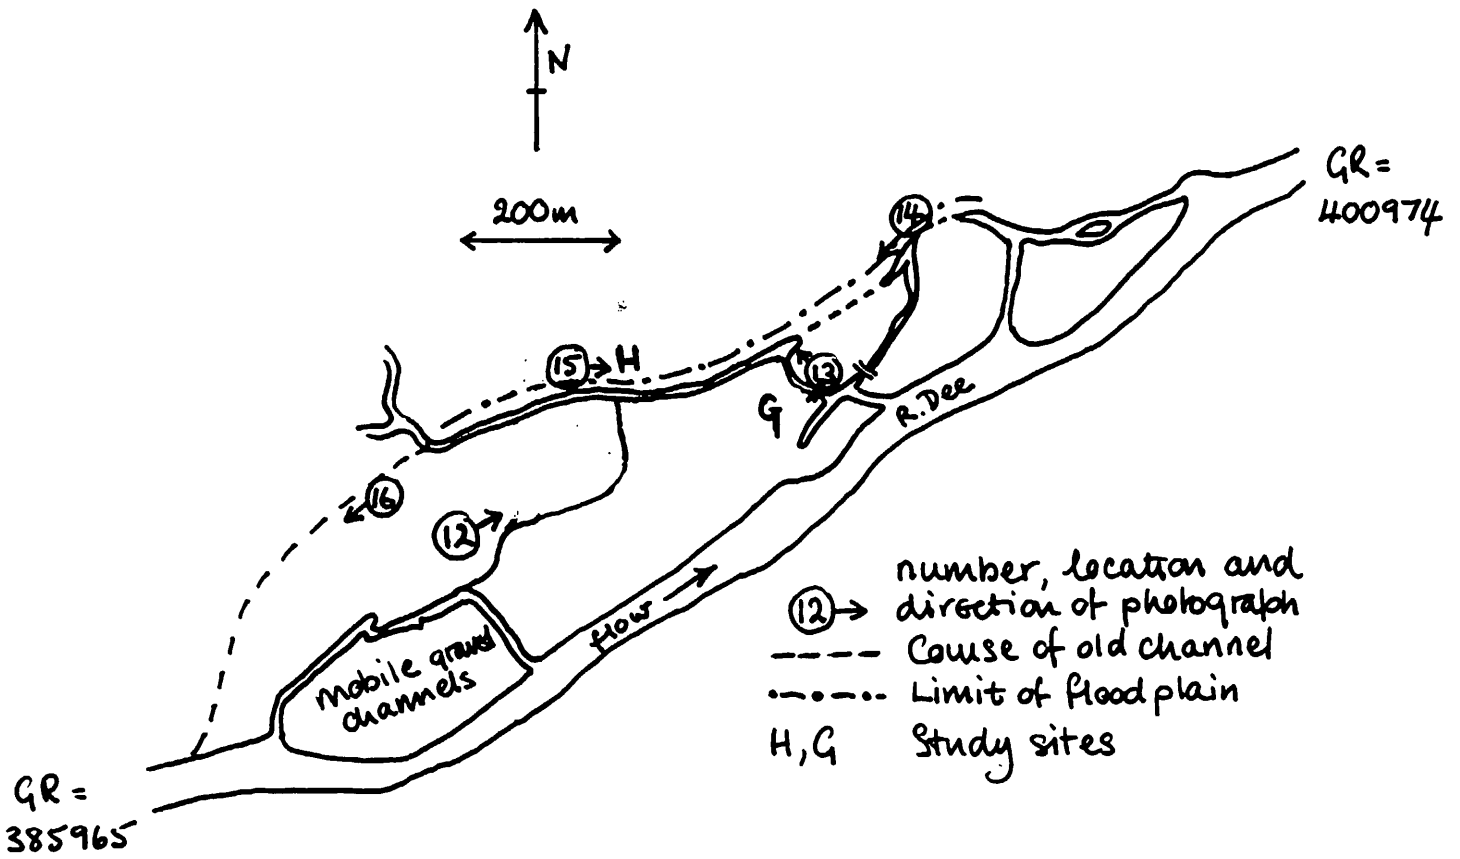 N
200m
GR =
400974
14
15
H
13
G
R. Dee
16
12
flow
mobile gravel
channels
GR =
385965
number, location and
12 direction of photograph
Course of old channel
Limit of flood plain
H, G Study sites